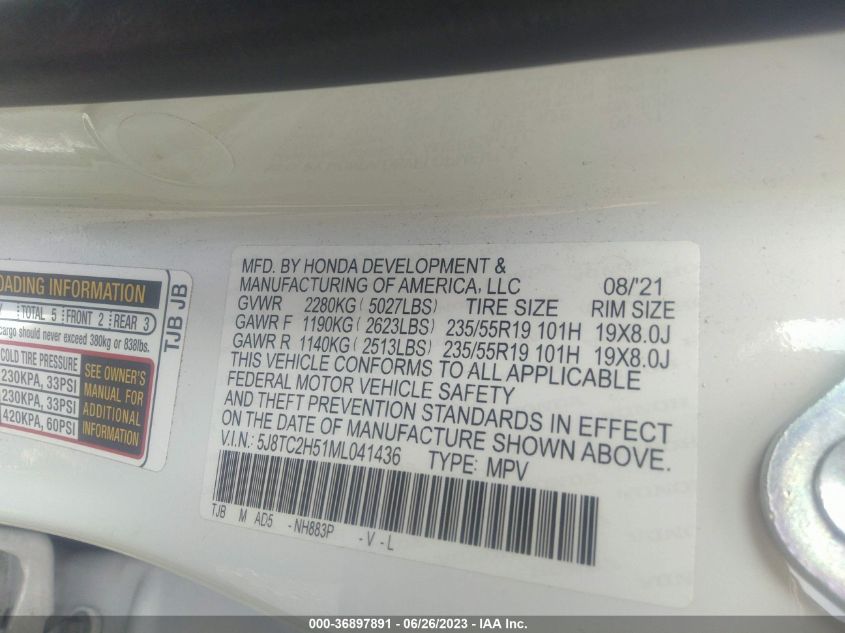 OADING INFORMATION
TOTAL 5 FRONT 2 REAR 3
cargo should never exceed 380kg or 838lbs.
COLD TIRE PRESSURE
230KPA, 33PSI
230KPA, 33PSI
420KPA, 60PSI
SEE OWNER'S
MANUAL FOR
ADDITIONAL
INFORMATION
TJB JB
MFD. BY HONDA DEVELOPMENT &
MANUFACTURING OF AMERICA, LLC 08/'21
GVWR 2280KG (5027LBS) TIRE SIZE RIM SIZE
GAWR F 1190KG (2623LBS) 235/55R19 101H 19X8.0J
GAWR R 1140KG (2513LBS) 235/55R19 101H 19X8.0J
THIS VEHICLE CONFORMS TO ALL APPLICABLE
FEDERAL MOTOR VEHICLE SAFETY
AND THEFT PREVENTION STANDARDS IN EFFECT
ON THE DATE OF MANUFACTURE SHOWN ABOVE.
V.I.N.: 5J8TC2H51ML041436 TYPE: MPV
TJB M AD5 -NH883P -V-L
000-36897891 - 06/26/2023 - IAA Inc.